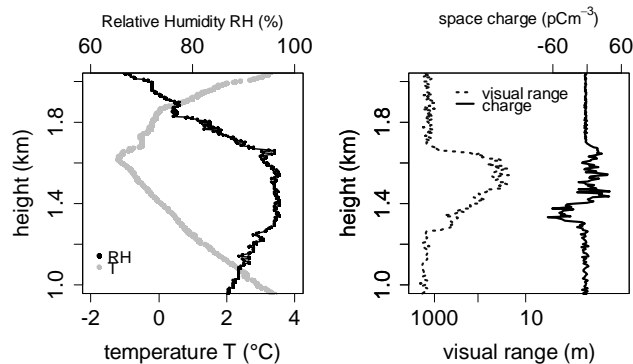 Relative Humidity RH (%)
60 70 80 90 100
height (km)
1.0 1.4 1.8
RH
T
-2 0 2 4
temperature T (°C)
space charge (pCm⁻³)
-60 0 60
height (km)
1.0 1.4 1.8
visual range
charge
1000 10
visual range (m)